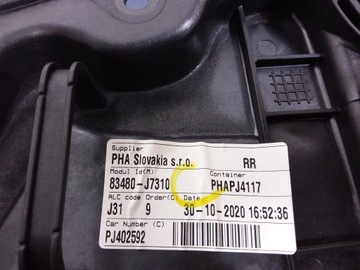 Supplier
PHA Slovakia s.r.o. RR
Modul Id(M) Container
83480-J7310 PHAPJ4117
ALC code Order(C) Date
J31 9 30-10-2020 16:52:36
Car Number (C)
PJ402592